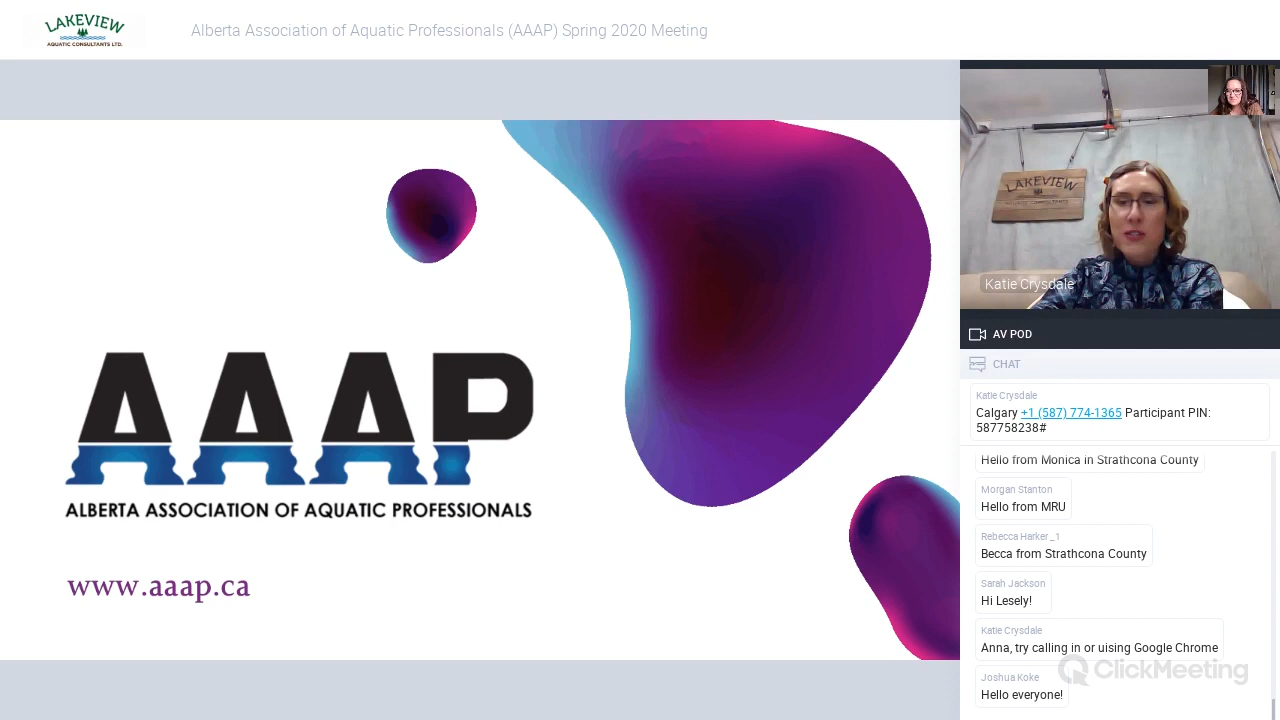 LAKEVIEW
AQUATIC CONSULTANTS LTD.
Alberta Association of Aquatic Professionals (AAAP) Spring 2020 Meeting
AAAP
ALBERTA ASSOCIATION OF AQUATIC PROFESSIONALS
www.aaap.ca
LAKEVIEW
Katie Crysdale
AV POD
CHAT
Katie Crysdale
Calgary +1 (587) 774-1365 Participant PIN:
587758238#
Hello from Monica in Strathcona County
Morgan Stanton
Hello from MRU
Rebecca Harker _1
Becca from Strathcona County
Sarah Jackson
Hi Lesely!
Katie Crysdale
Anna, try calling in or uising Google Chrome
ClickMeeting
Joshua Koke
Hello everyone!